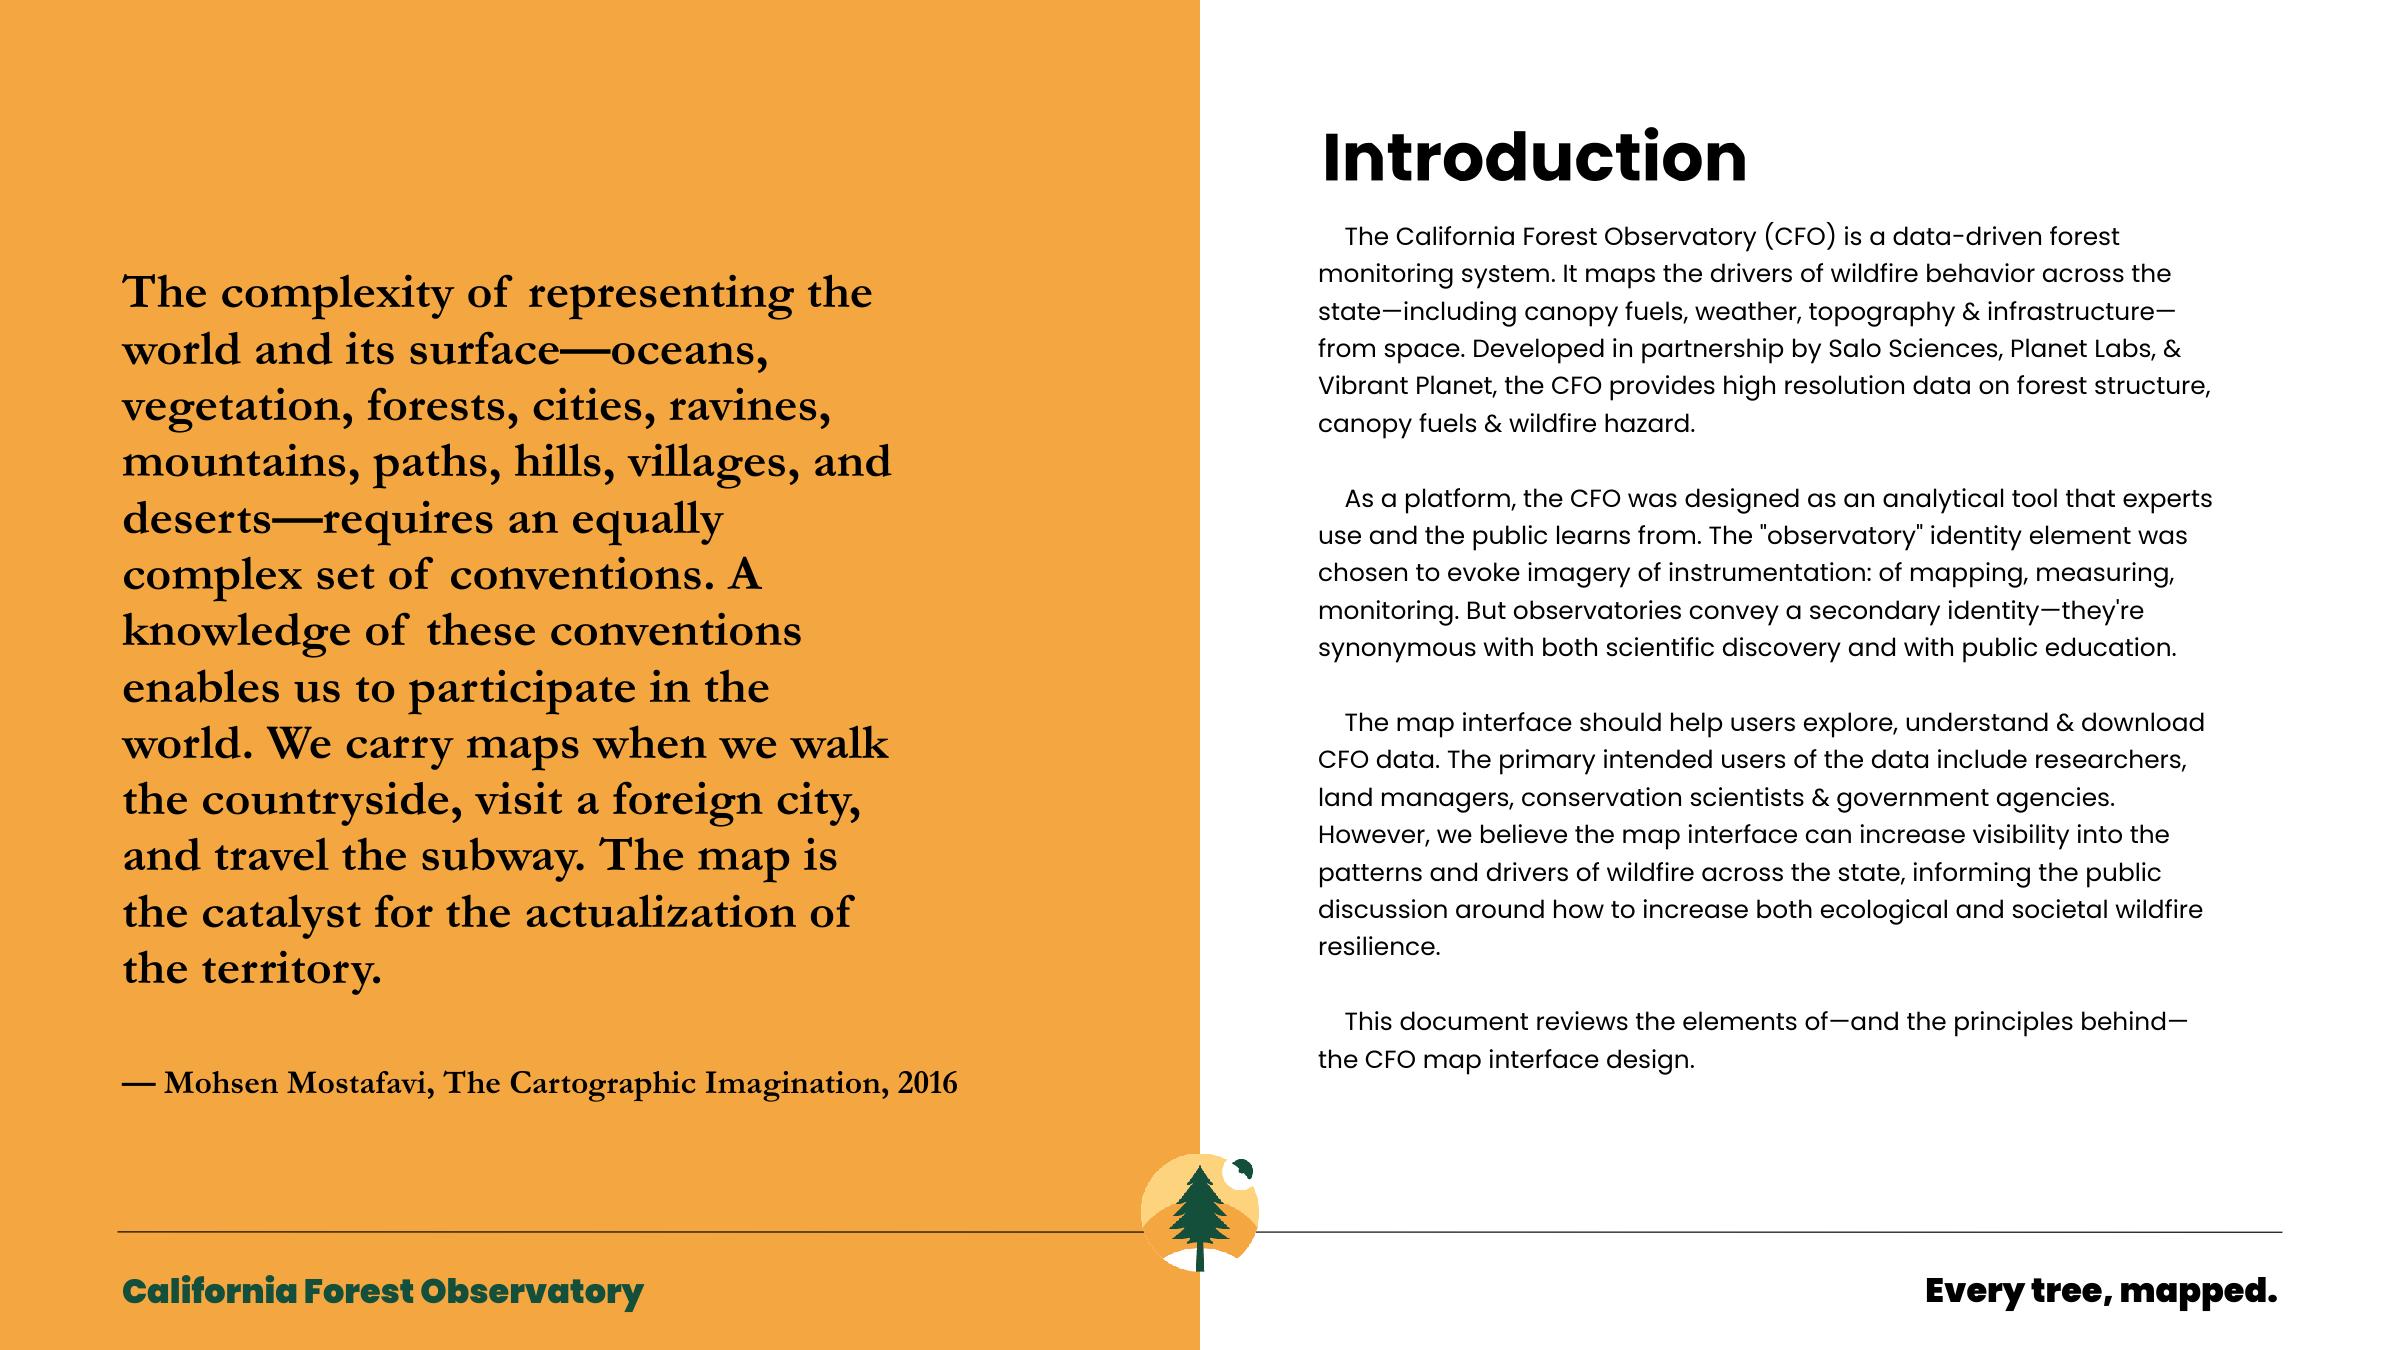 The complexity of representing the
world and its surface—oceans,
vegetation, forests, cities, ravines,
mountains, paths, hills, villages, and
deserts—requires an equally
complex set of conventions. A
knowledge of these conventions
enables us to participate in the
world. We carry maps when we walk
the countryside, visit a foreign city,
and travel the subway. The map is
the catalyst for the actualization of
the territory.
— Mohsen Mostafavi, The Cartographic Imagination, 2016
Introduction
The California Forest Observatory (CFO) is a data-driven forest
monitoring system. It maps the drivers of wildfire behavior across the
state—including canopy fuels, weather, topography & infrastructure—
from space. Developed in partnership by Salo Sciences, Planet Labs, &
Vibrant Planet, the CFO provides high resolution data on forest structure,
canopy fuels & wildfire hazard.
As a platform, the CFO was designed as an analytical tool that experts
use and the public learns from. The "observatory" identity element was
chosen to evoke imagery of instrumentation: of mapping, measuring,
monitoring. But observatories convey a secondary identity—they're
synonymous with both scientific discovery and with public education.
The map interface should help users explore, understand & download
CFO data. The primary intended users of the data include researchers,
land managers, conservation scientists & government agencies.
However, we believe the map interface can increase visibility into the
patterns and drivers of wildfire across the state, informing the public
discussion around how to increase both ecological and societal wildfire
resilience.
This document reviews the elements of—and the principles behind—
the CFO map interface design.
California Forest Observatory
Every tree, mapped.